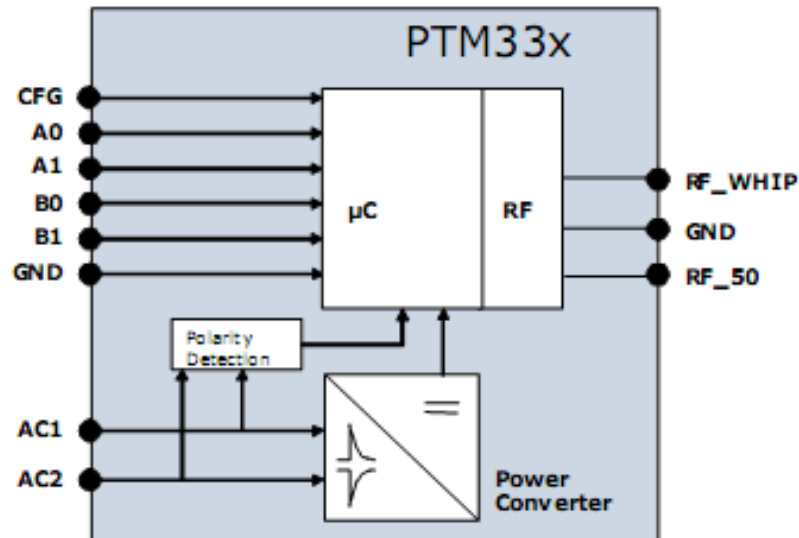 PTM33x
CFG
A0
A1
B0
B1
GND
µC
RF
RF_WHIP
GND
RF_50
Polarity
Detection
AC1
AC2
Power
Converter